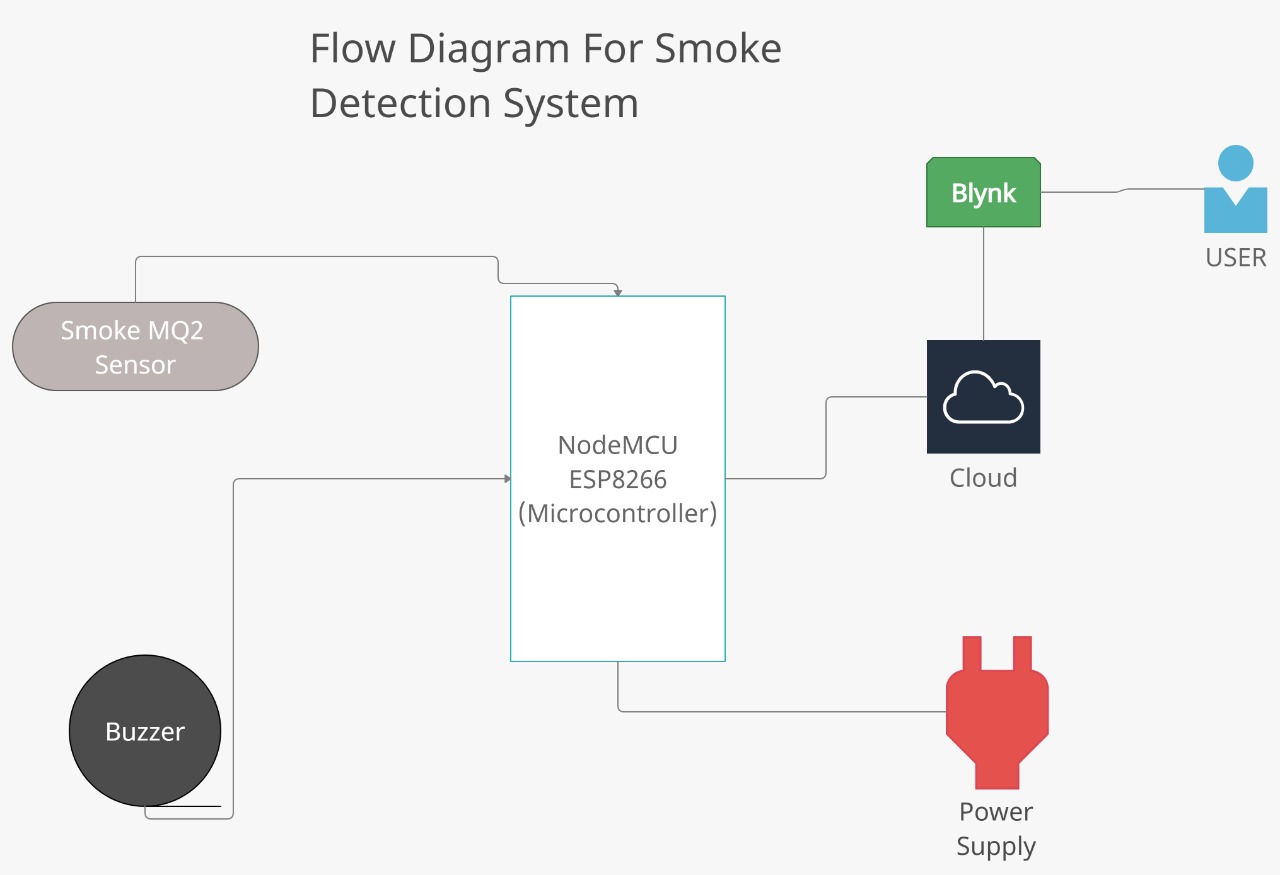 Flow Diagram For Smoke
Detection System
Blynk
USER
Smoke MQ2
Sensor
NodeMCU
ESP8266
(Microcontroller)
Cloud
Buzzer
Power
Supply